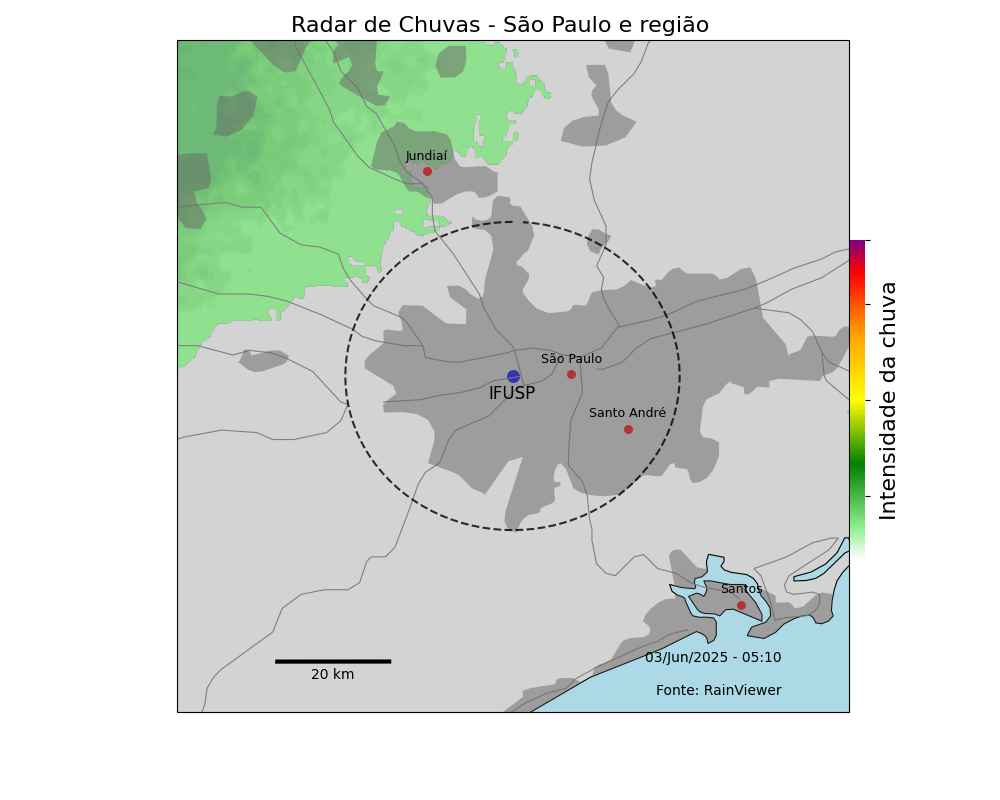 Radar de Chuvas - São Paulo e região
Jundiaí
São Paulo
IFUSP
Santo André
Intensidade da chuva
Santos
03/Jun/2025 - 05:10
20 km
Fonte: RainViewer